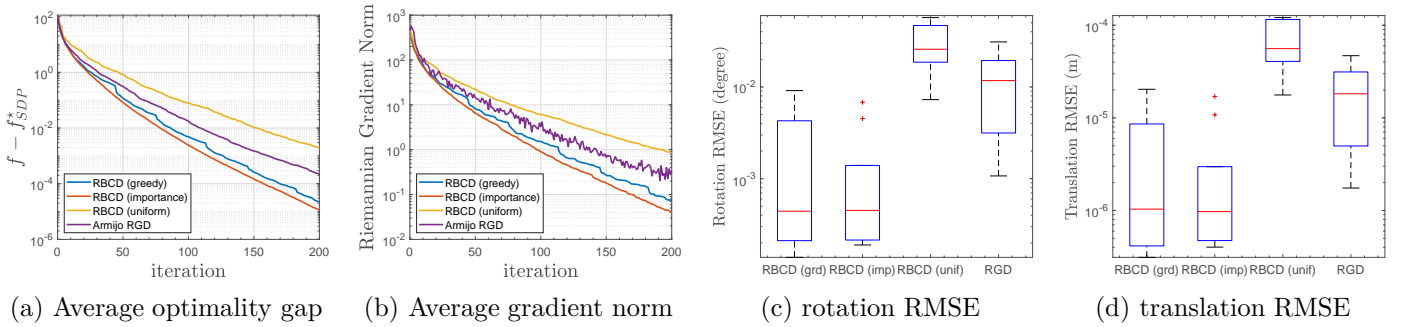 10^2
10^0
10^-2
10^-4
10^-6
f − f*_SDP
0 50 100 150 200
iteration
RBCD (greedy)
RBCD (importance)
RBCD (uniform)
Armijo RGD
(a) Average optimality gap
10^3
10^2
10^1
10^0
10^-1
10^-2
Riemannian Gradient Norm
0 50 100 150 200
iteration
RBCD (greedy)
RBCD (importance)
RBCD (uniform)
Armijo RGD
(b) Average gradient norm
10^-2
10^-3
Rotation RMSE (degree)
RBCD (grd) RBCD (imp) RBCD (unif) RGD
(c) rotation RMSE
10^-4
10^-5
10^-6
Translation RMSE (m)
RBCD (grd) RBCD (imp) RBCD (unif) RGD
(d) translation RMSE